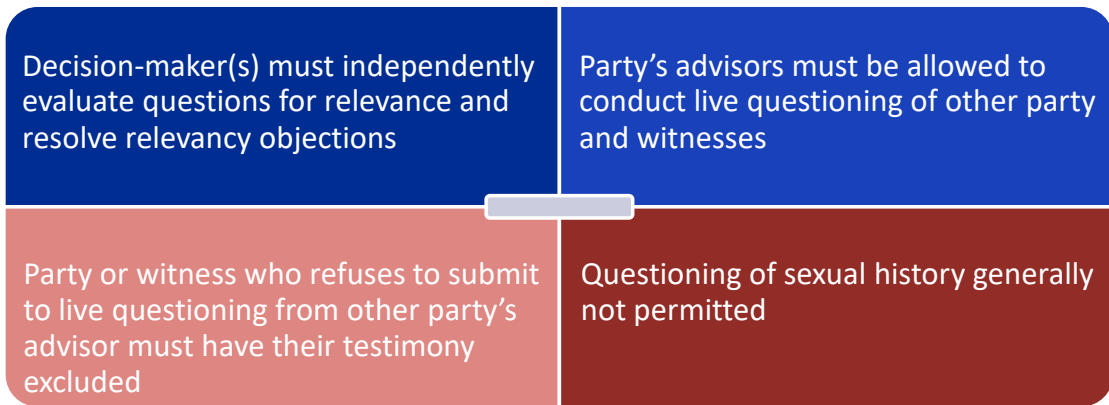 Decision-maker(s) must independently
evaluate questions for relevance and
resolve relevancy objections
Party’s advisors must be allowed to
conduct live questioning of other party
and witnesses
Party or witness who refuses to submit
to live questioning from other party’s
advisor must have their testimony
excluded
Questioning of sexual history generally
not permitted